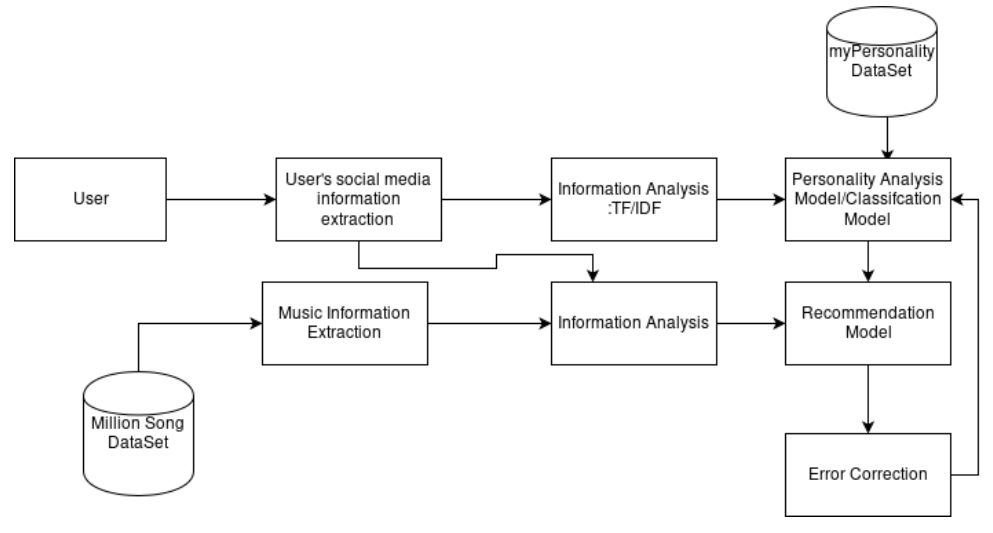 myPersonality
DataSet
User
User's social media
information
extraction
Information Analysis
:TF/IDF
Personality Analysis
Model/Classifcation
Model
Music Information
Extraction
Information Analysis
Recommendation
Model
Million Song
DataSet
Error Correction